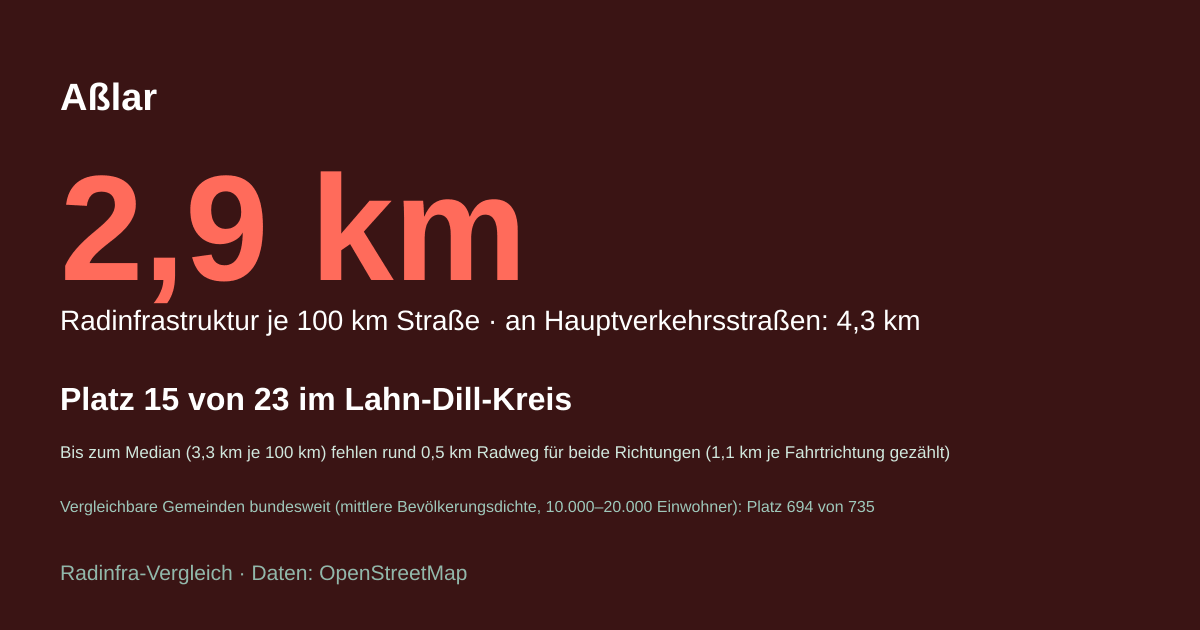 Aßlar
2,9 km
Radinfrastruktur je 100 km Straße · an Hauptverkehrsstraßen: 4,3 km
Platz 15 von 23 im Lahn-Dill-Kreis
Bis zum Median (3,3 km je 100 km) fehlen rund 0,5 km Radweg für beide Richtungen (1,1 km je Fahrtrichtung gezählt)
Vergleichbare Gemeinden bundesweit (mittlere Bevölkerungsdichte, 10.000–20.000 Einwohner): Platz 694 von 735
Radinfra-Vergleich · Daten: OpenStreetMap